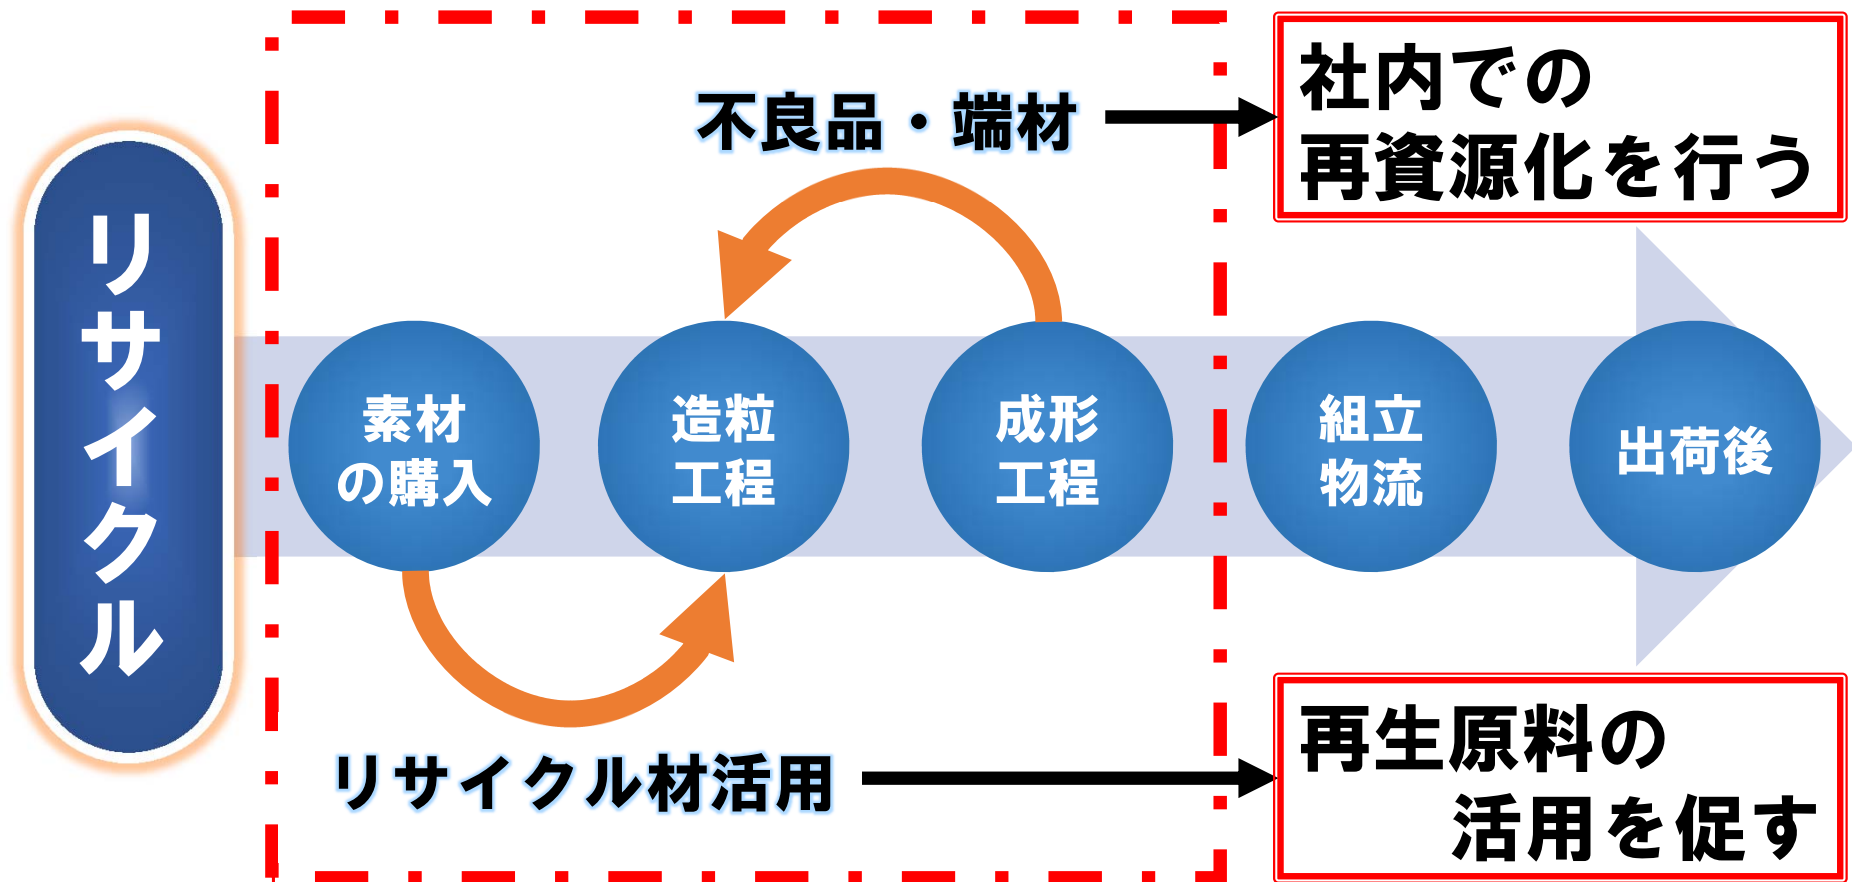 リサイクル
不良品・端材
社内での
再資源化を行う
素材
の購入
造粒
工程
成形
工程
組立
物流
出荷後
リサイクル材活用
再生原料の
活用を促す